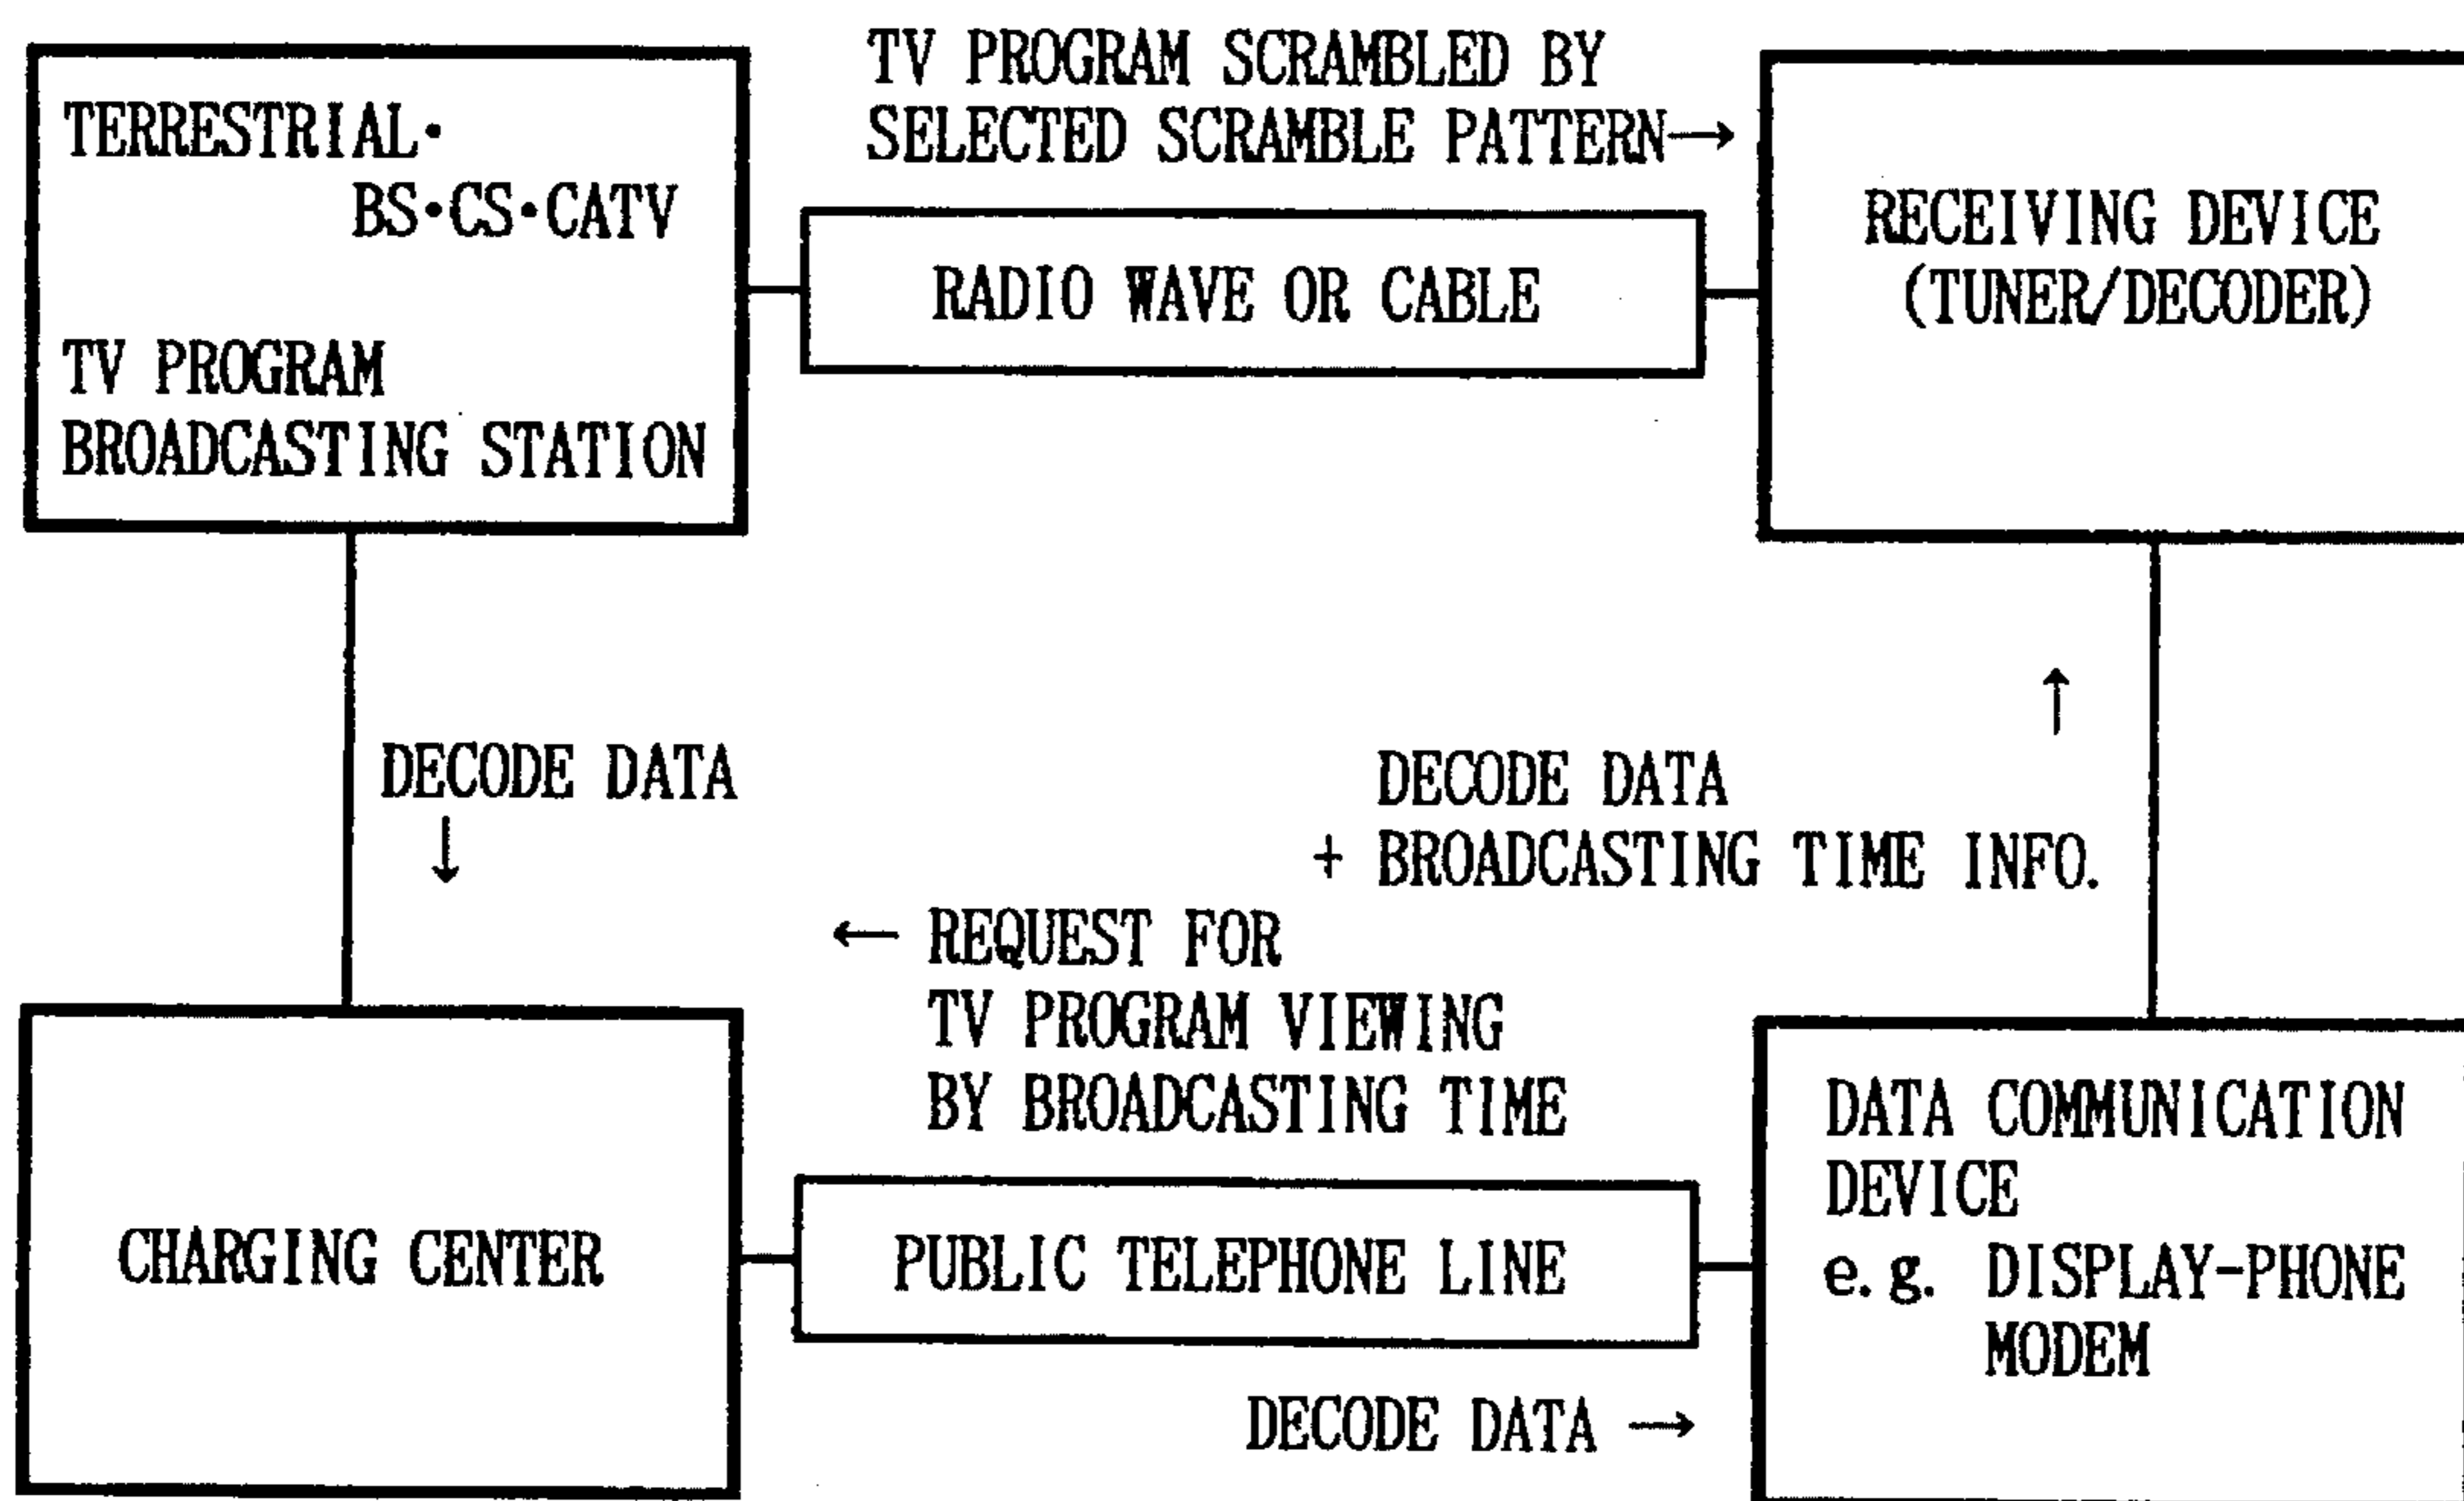 TERRESTRIAL・
BS・CS・CATV
TV PROGRAM
BROADCASTING STATION
TV PROGRAM SCRAMBLED BY
SELECTED SCRAMBLE PATTERN→
RADIO WAVE OR CABLE
RECEIVING DEVICE
(TUNER/DECODER)
DECODE DATA
↓
↑
DECODE DATA
+ BROADCASTING TIME INFO.
← REQUEST FOR
TV PROGRAM VIEWING
BY BROADCASTING TIME
CHARGING CENTER
PUBLIC TELEPHONE LINE
DECODE DATA →
DATA COMMUNICATION
DEVICE
e.g. DISPLAY-PHONE
MODEM